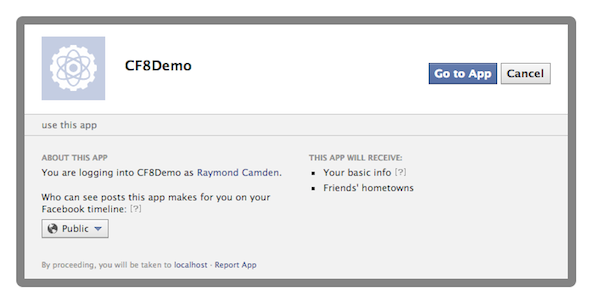 CF8Demo
Go to App
Cancel
use this app
ABOUT THIS APP
You are logging into CF8Demo as Raymond Camden.
Who can see posts this app makes for you on your
Facebook timeline: [?]
Public
THIS APP WILL RECEIVE:
Your basic info [?]
Friends' hometowns
By proceeding, you will be taken to localhost · Report App